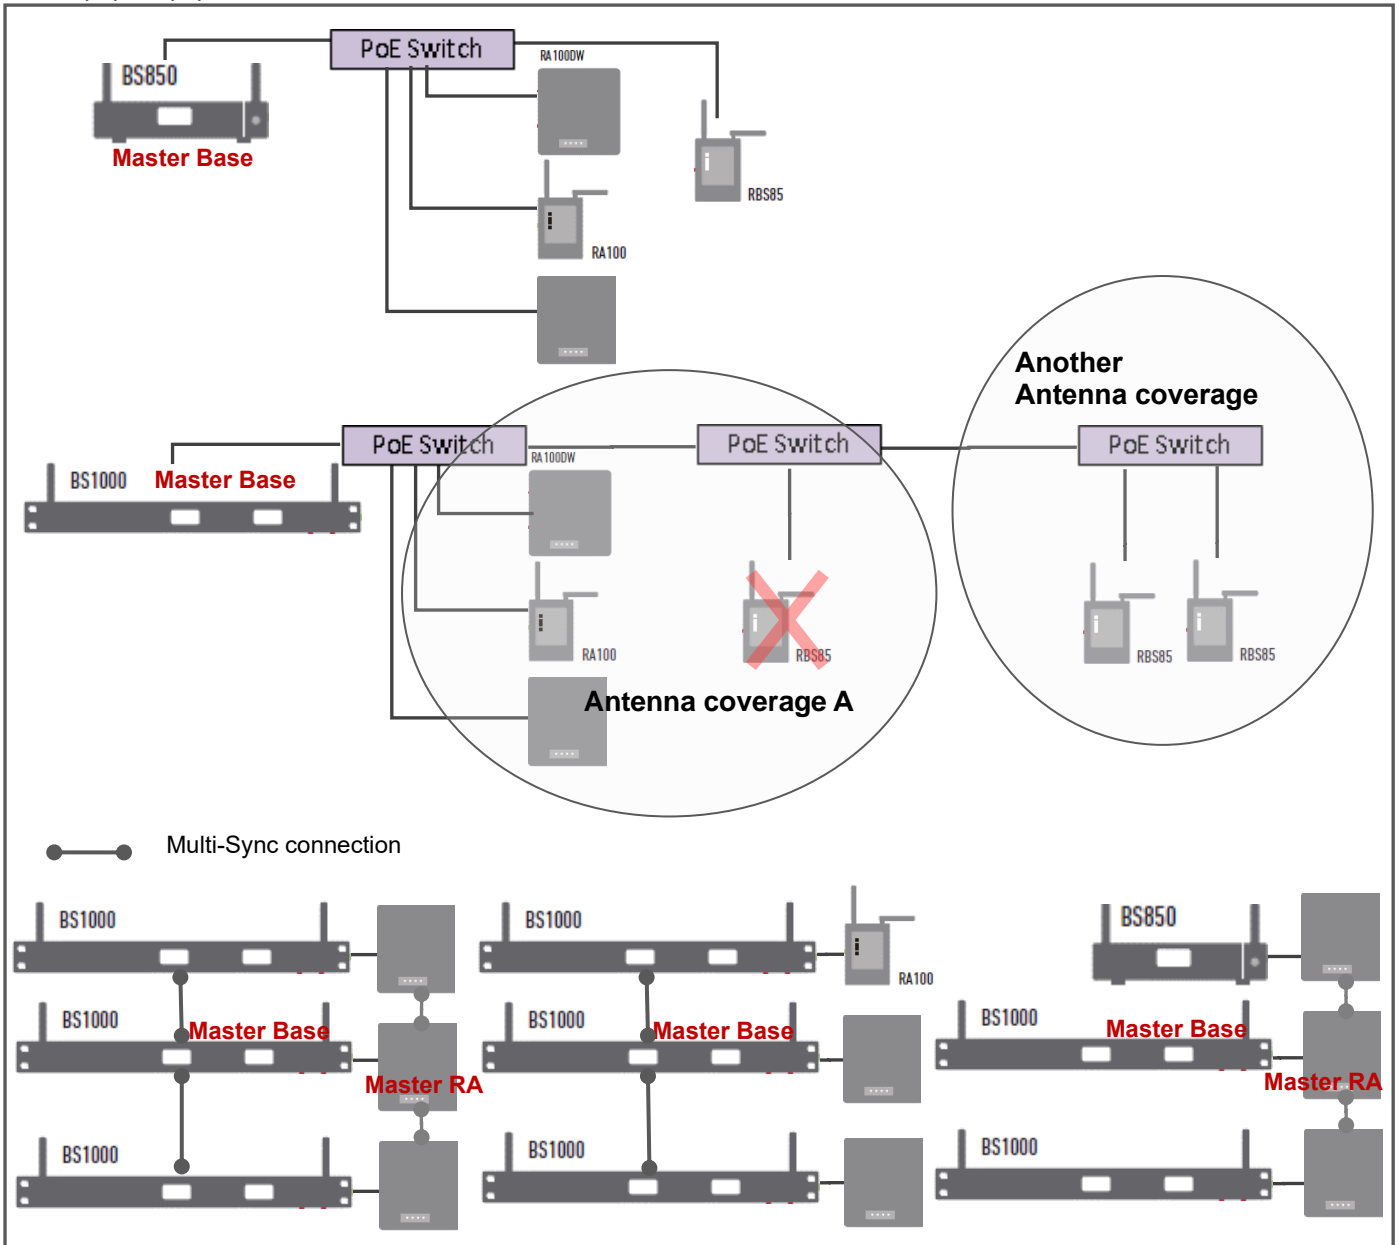 PoE Switch
RA100DW
BS850
Master Base
RBS85
RA100
Another
Antenna coverage
PoE Switch
PoE Switch
PoE Switch
RA100DW
BS1000
Master Base
RA100
RBS85
RBS85
RBS85
Antenna coverage A
Multi-Sync connection
BS1000
BS1000
BS850
RA100
BS1000
Master Base
BS1000
Master Base
BS1000
Master Base
Master RA
Master RA
BS1000
BS1000
BS1000